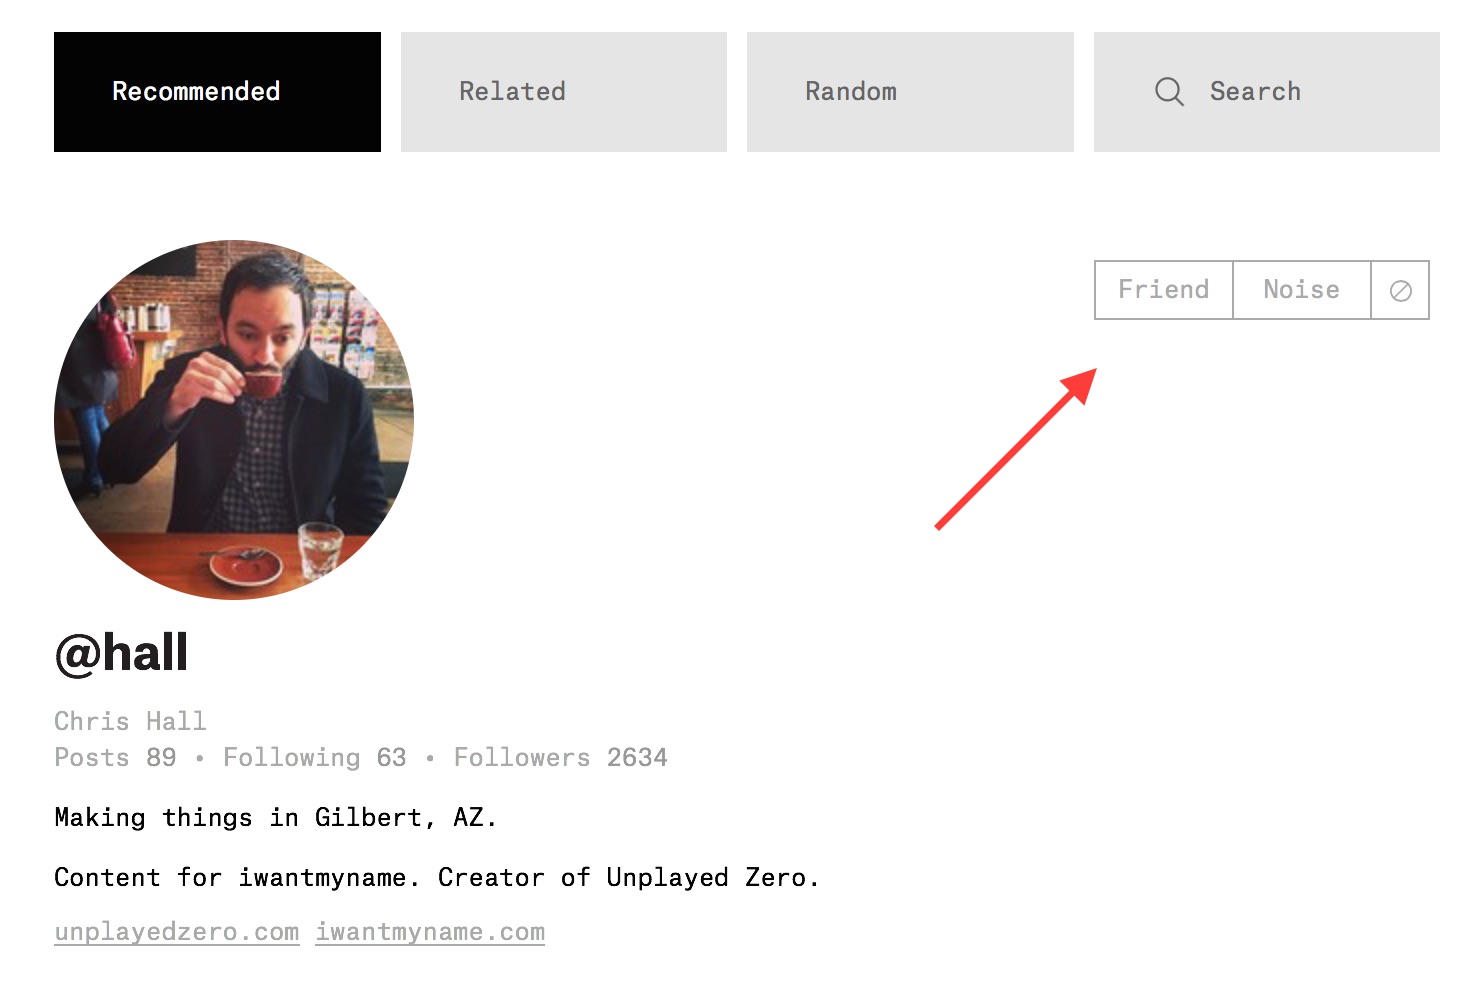 Recommended
Related
Random
Search
Friend
Noise
@hall
Chris Hall
Posts 89 • Following 63 • Followers 2634
Making things in Gilbert, AZ.
Content for iwantmyname. Creator of Unplayed Zero.
unplayedzero.com iwantmyname.com